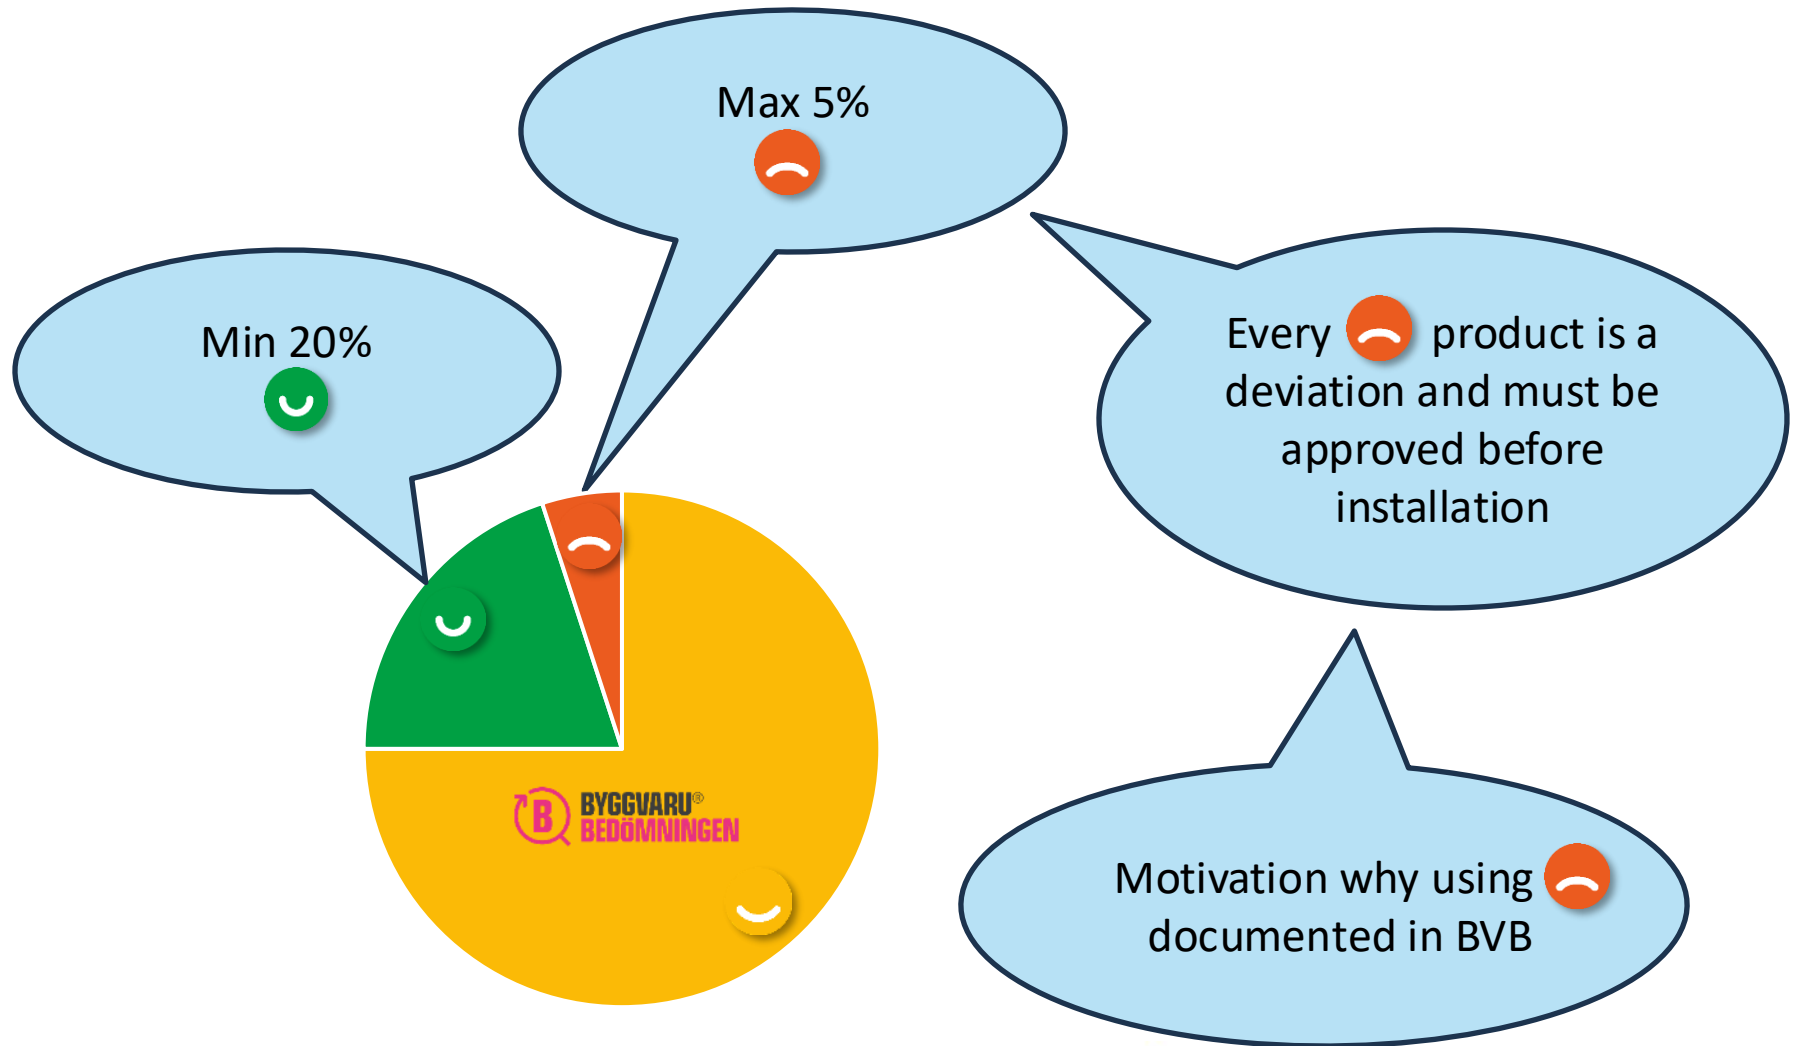 Max 5%
Min 20%
Every product is a
deviation and must be
approved before
installation
B BYGGVARU®
BEDÖMNINGEN
Motivation why using
documented in BVB